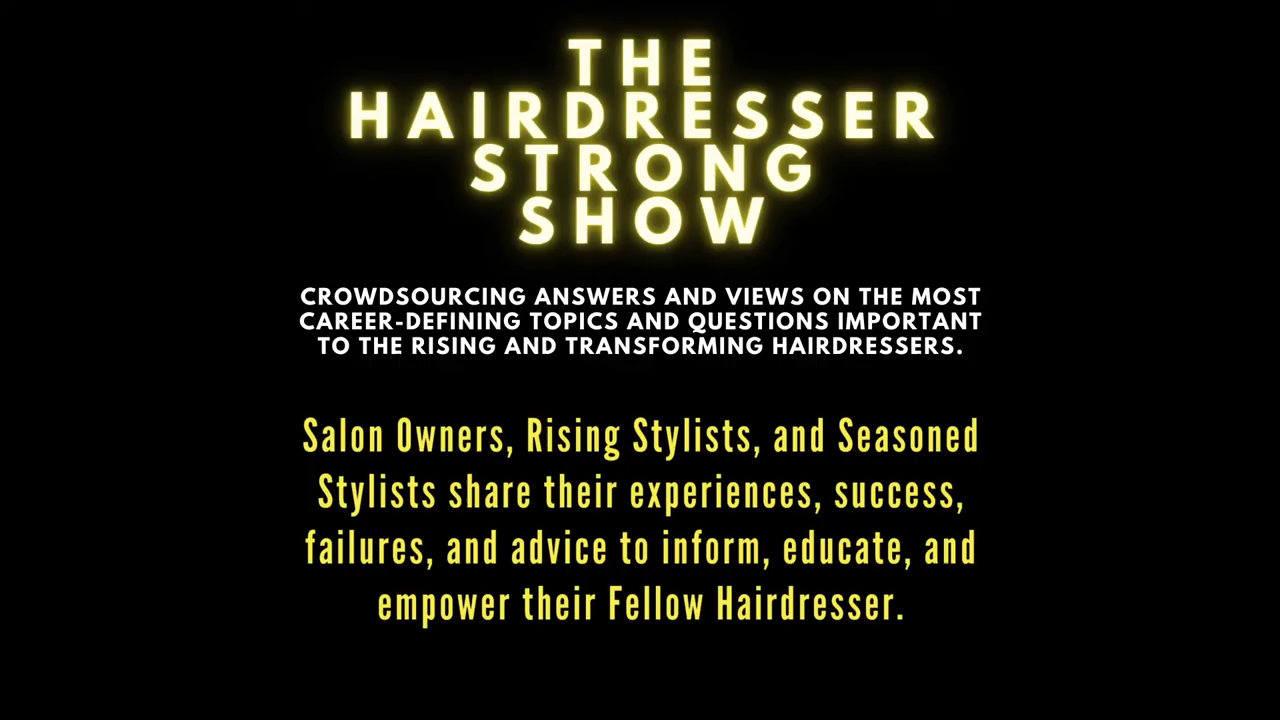 THE
HAIRDRESSER
STRONG
SHOW
CROWDSOURCING ANSWERS AND VIEWS ON THE MOST
CAREER-DEFINING TOPICS AND QUESTIONS IMPORTANT
TO THE RISING AND TRANSFORMING HAIRDRESSERS.
Salon Owners, Rising Stylists, and Seasoned
Stylists share their experiences, success,
failures, and advice to inform, educate, and
empower their Fellow Hairdresser.